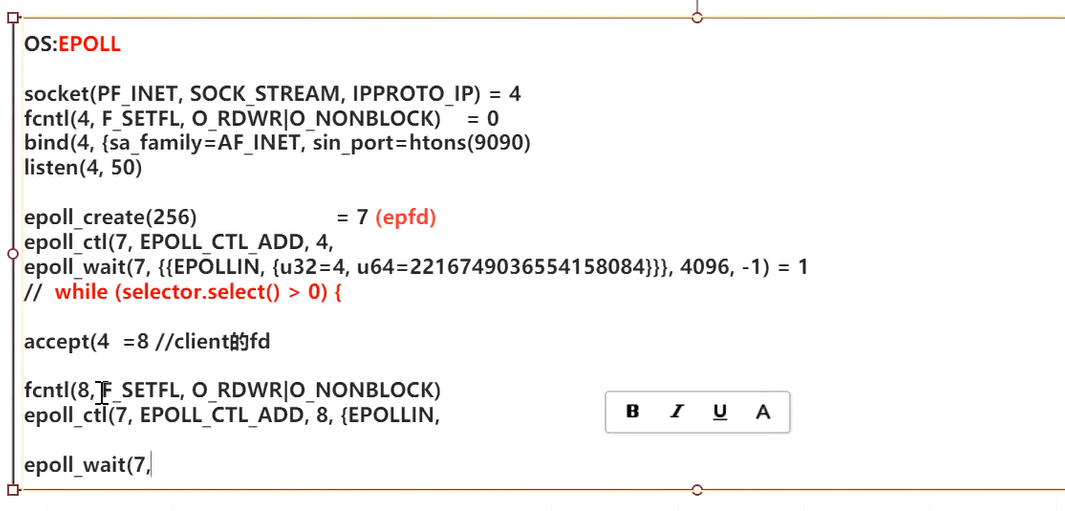 OS:EPOLL
socket(PF_INET, SOCK_STREAM, IPPROTO_IP) = 4
fcntl(4, F_SETFL, O_RDWR|O_NONBLOCK) = 0
bind(4, {sa_family=AF_INET, sin_port=htons(9090)
listen(4, 50)
epoll_create(256) = 7 (epfd)
epoll_ctl(7, EPOLL_CTL_ADD, 4,
epoll_wait(7, {{EPOLLIN, {u32=4, u64=2216749036554158084}}}, 4096, -1) = 1
// while (selector.select() > 0) {
accept(4 =8 //client的fd
fcntl(8, F_SETFL, O_RDWR|O_NONBLOCK)
epoll_ctl(7, EPOLL_CTL_ADD, 8, {EPOLLIN,
B I U A
epoll_wait(7,